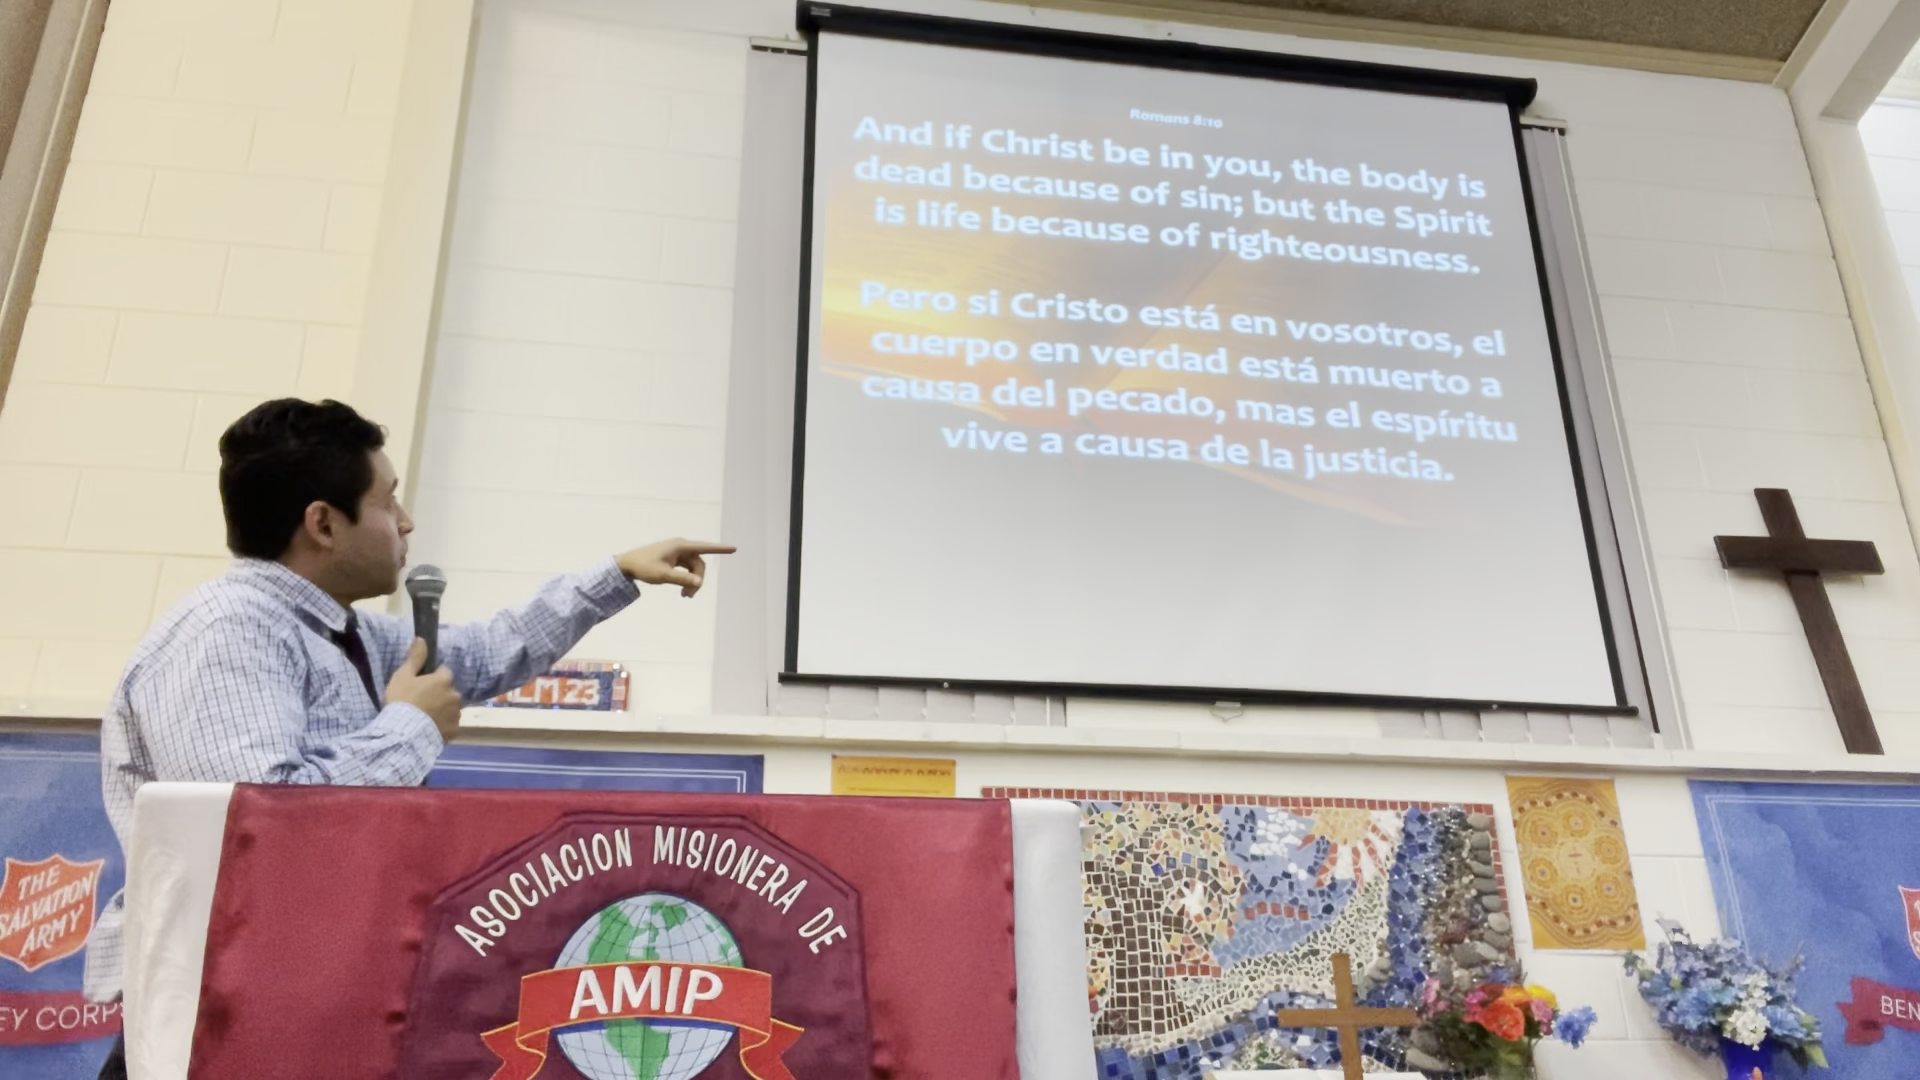 Romans 8:10
And if Christ be in you, the body is
dead because of sin; but the Spirit
is life because of righteousness.
Pero si Cristo está en vosotros, el
cuerpo en verdad está muerto a
causa del pecado, mas el espíritu
vive a causa de la justicia.
LM 23
THE
SALVATION
ARMY
EY CORPS
ASOCIACION MISIONERA DE
AMIP
BEN